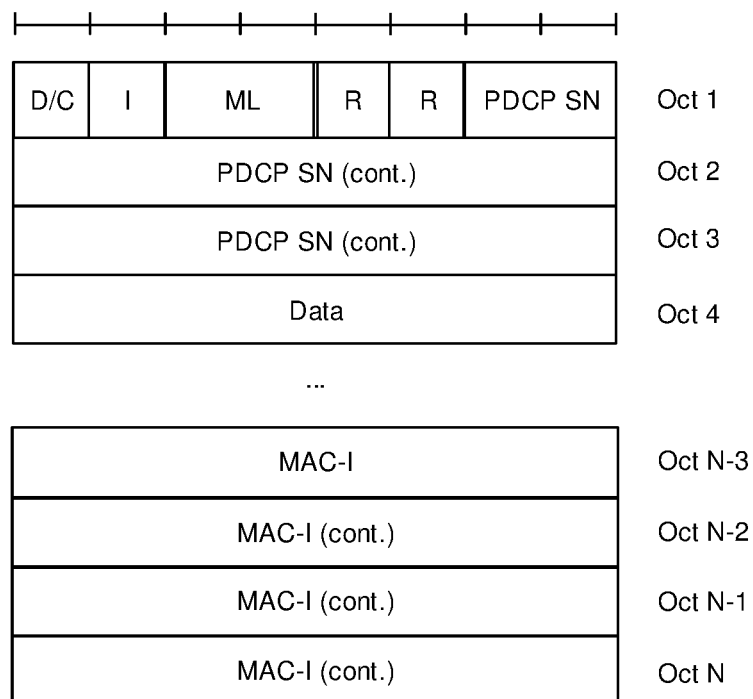 D/C I ML R R PDCP SN Oct 1
PDCP SN (cont.) Oct 2
PDCP SN (cont.) Oct 3
Data Oct 4
...
MAC-I Oct N-3
MAC-I (cont.) Oct N-2
MAC-I (cont.) Oct N-1
MAC-I (cont.) Oct N